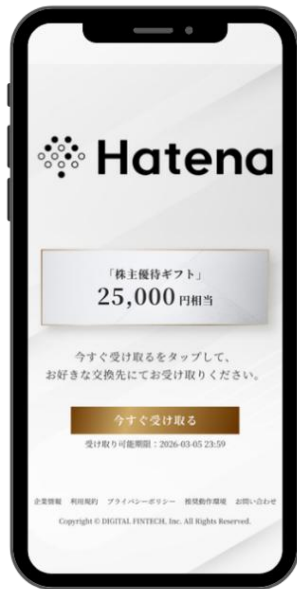 Hatena
「株主優待ギフト」
25,000 円相当
今すぐ受け取るをタップして、
お好きな交換先にてお受け取りください。
今すぐ受け取る
受け取り可能期限：2026-03-05 23:59
企業情報 利用規約 プライバシーポリシー 推奨動作環境 お問い合わせ
Copyright © DIGITAL FINTECH, Inc. All Rights Reserved.